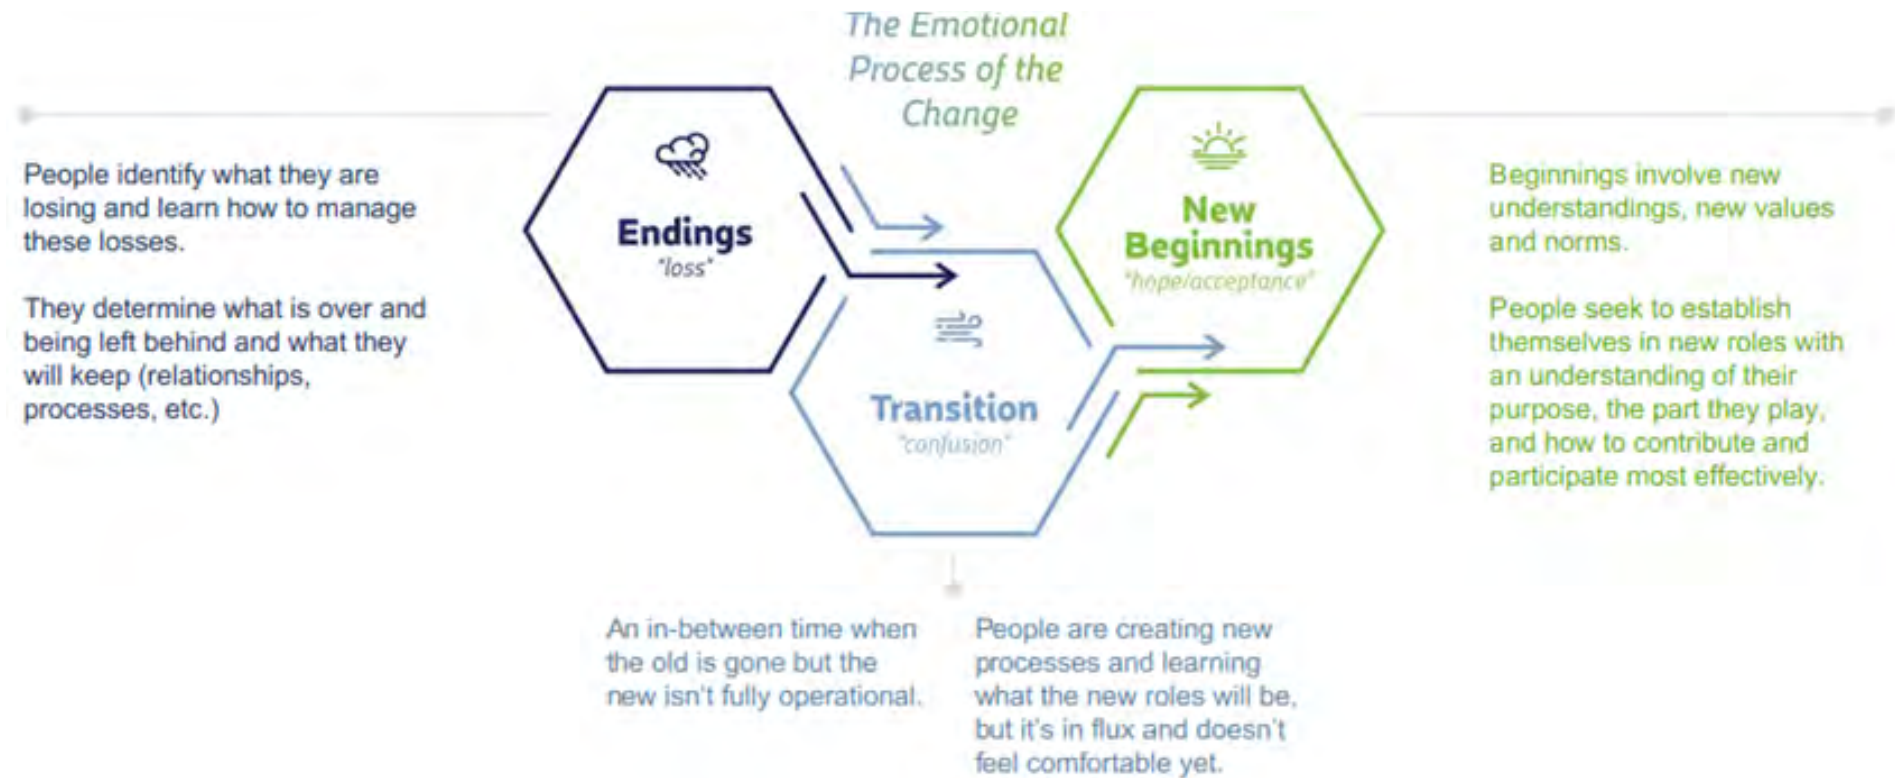 The Emotional
Process of the
Change
People identify what they are
losing and learn how to manage
these losses.
They determine what is over and
being left behind and what they
will keep (relationships,
processes, etc.)
Endings
"loss"
Transition
"confusion"
New
Beginnings
"hope/acceptance"
Beginnings involve new
understandings, new values
and norms.
People seek to establish
themselves in new roles with
an understanding of their
purpose, the part they play,
and how to contribute and
participate most effectively.
An in-between time when
the old is gone but the
new isn't fully operational.
People are creating new
processes and learning
what the new roles will be,
but it's in flux and doesn't
feel comfortable yet.